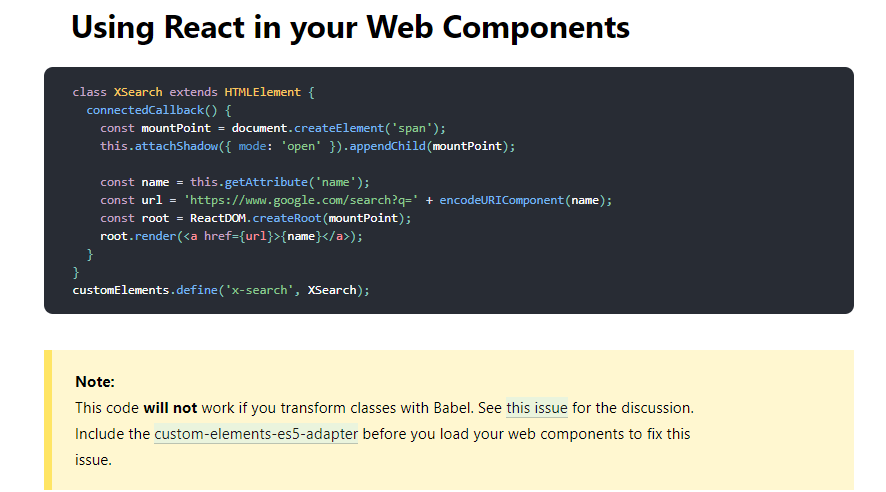 Using React in your Web Components
class XSearch extends HTMLElement {
  connectedCallback() {
    const mountPoint = document.createElement('span');
    this.attachShadow({ mode: 'open' }).appendChild(mountPoint);

    const name = this.getAttribute('name');
    const url = 'https://www.google.com/search?q=' + encodeURIComponent(name);
    const root = ReactDOM.createRoot(mountPoint);
    root.render(<a href={url}>{name}</a>);
  }
}
customElements.define('x-search', XSearch);
Note:
This code will not work if you transform classes with Babel. See this issue for the discussion.
Include the custom-elements-es5-adapter before you load your web components to fix this
issue.